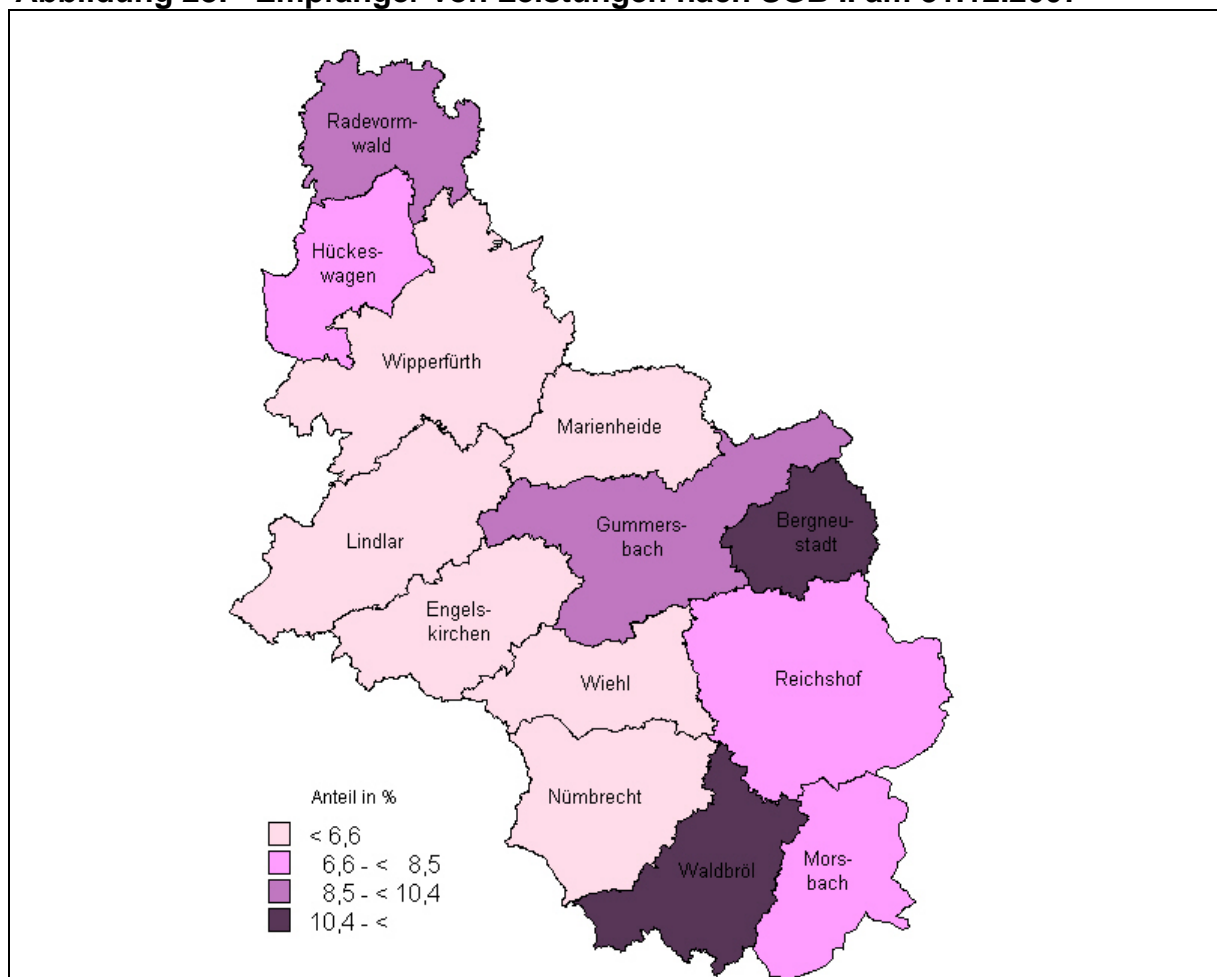 Radevorm-
wald
Hückes-
wagen
Wipperfürth
Marienheide
Gummers-
bach
Bergneu-
stadt
Lindlar
Engels-
kirchen
Wiehl
Reichshof
Nümbrecht
Waldbröl
Mors-
bach
Anteil in %
< 6,6
6,6 - < 8,5
8,5 - < 10,4
10,4 - <